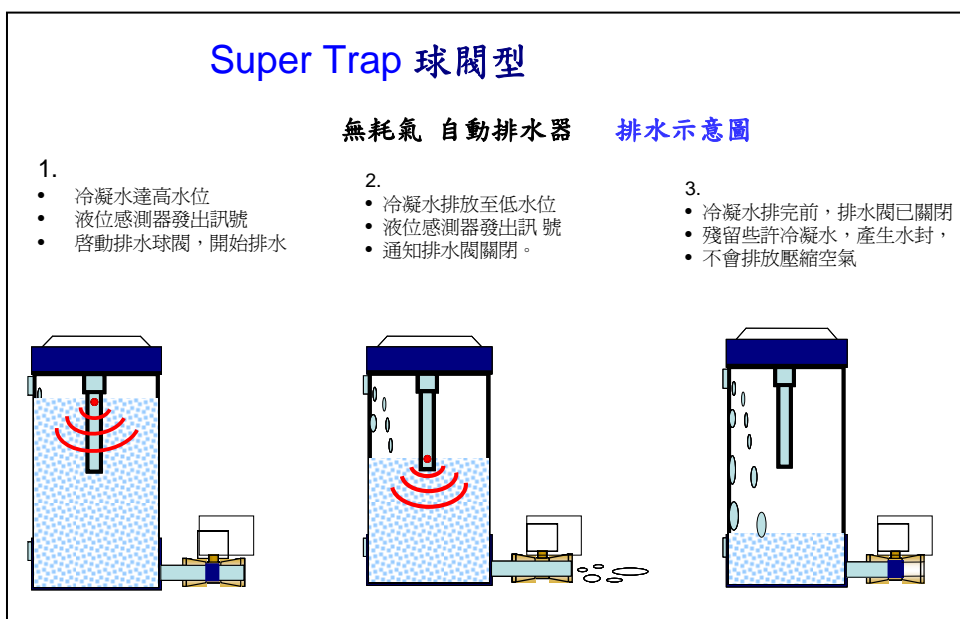 Super Trap 球閥型
無耗氣 自動排水器 排水示意圖
1.
• 冷凝水達高水位
• 液位感測器發出訊號
• 啓動排水球閥，開始排水
2.
• 冷凝水排放至低水位
• 液位感測器發出訊 號
• 通知排水閥關閉。
3.
• 冷凝水排完前，排水閥已關閉
• 殘留些許冷凝水，產生水封，
• 不會排放壓縮空氣